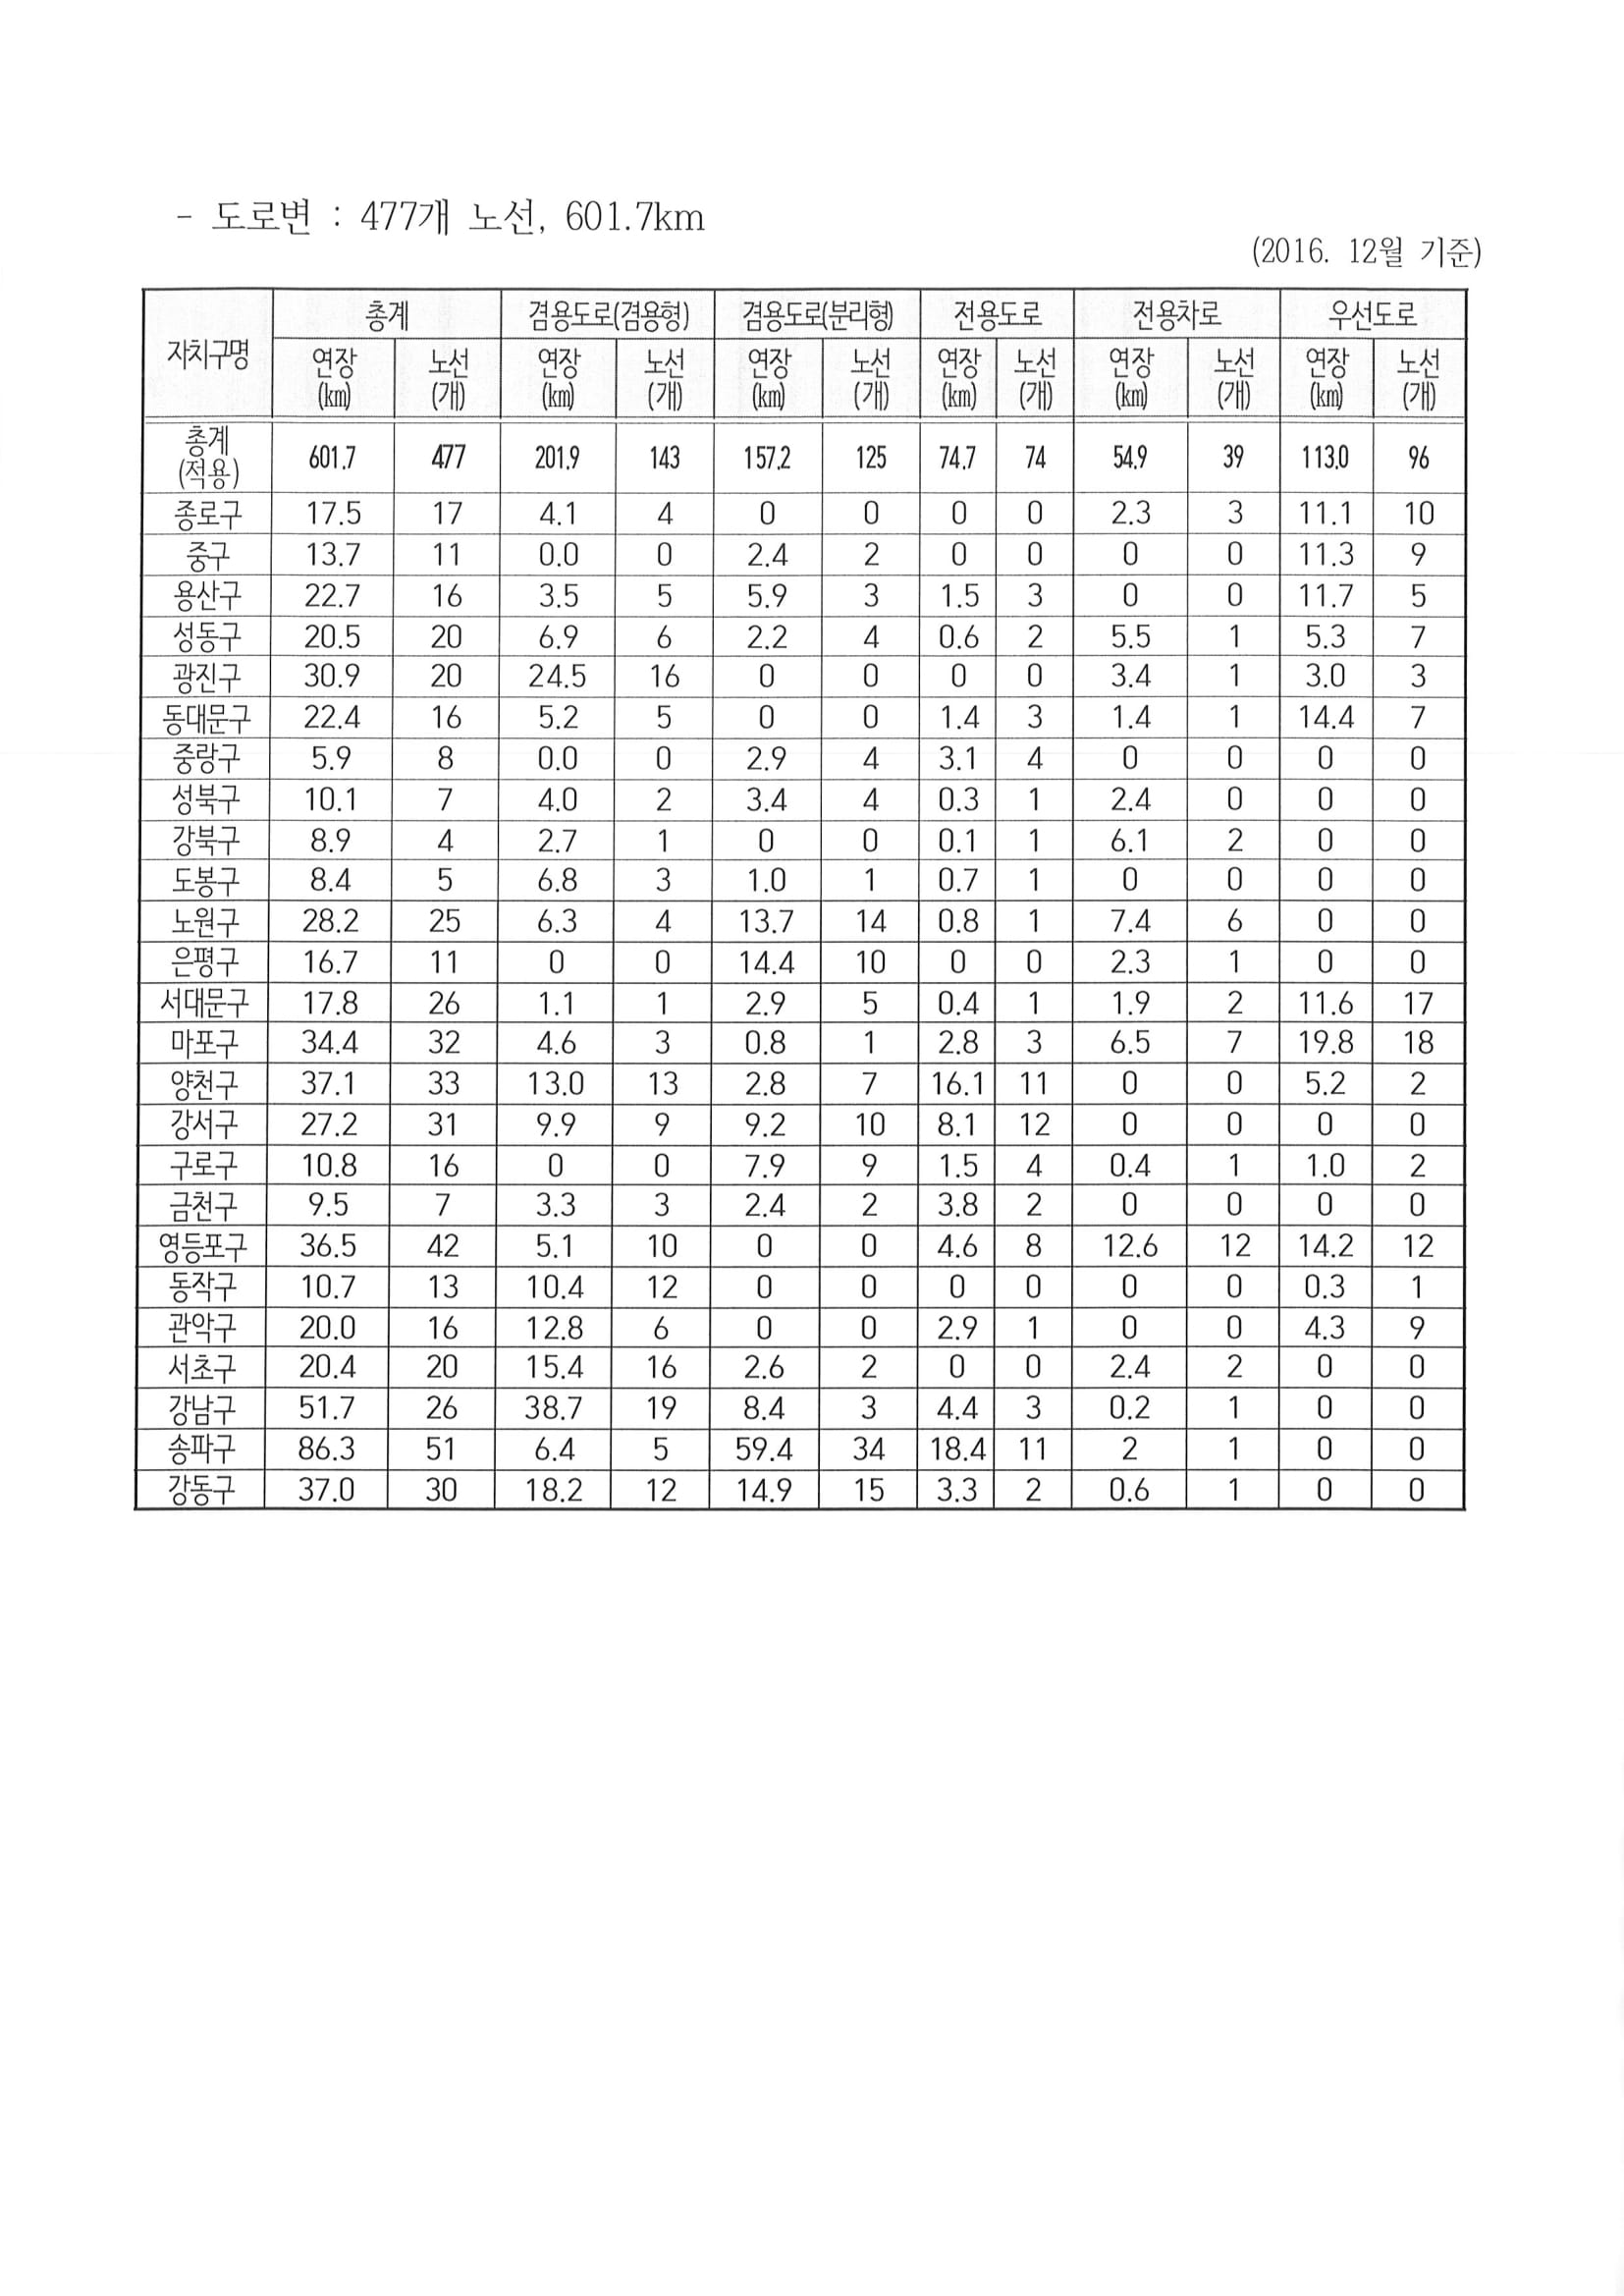 - 도로변 : 477개 노선, 601.7km
(2016. 12월 기준)
자치구명 총계 겸용도로(겸용형) 겸용도로(분리형) 전용도로 전용차로 우선도로
연장 노선 연장 노선 연장 노선 연장 노선 연장 노선 연장 노선
(km) (개) (km) (개) (km) (개) (km) (개) (km) (개) (km) (개)
총계
(적용) 601.7 477 201.9 143 157.2 125 74.7 74 54.9 39 113.0 96
종로구 17.5 17 4.1 4 0 0 0 0 2.3 3 11.1 10
중구 13.7 11 0.0 0 2.4 2 0 0 0 0 11.3 9
용산구 22.7 16 3.5 5 5.9 3 1.5 3 0 0 11.7 5
성동구 20.5 20 6.9 6 2.2 4 0.6 2 5.5 1 5.3 7
광진구 30.9 20 24.5 16 0 0 0 0 3.4 1 3.0 3
동대문구 22.4 16 5.2 5 0 0 1.4 3 1.4 1 14.4 7
중랑구 5.9 8 0.0 0 2.9 4 3.1 4 0 0 0 0
성북구 10.1 7 4.0 2 3.4 4 0.3 1 2.4 0 0 0
강북구 8.9 4 2.7 1 0 0 0.1 1 6.1 2 0 0
도봉구 8.4 5 6.8 3 1.0 1 0.7 1 0 0 0 0
노원구 28.2 25 6.3 4 13.7 14 0.8 1 7.4 6 0 0
은평구 16.7 11 0 0 14.4 10 0 0 2.3 1 0 0
서대문구 17.8 26 1.1 1 2.9 5 0.4 1 1.9 2 11.6 17
마포구 34.4 32 4.6 3 0.8 1 2.8 3 6.5 7 19.8 18
양천구 37.1 33 13.0 13 2.8 7 16.1 11 0 0 5.2 2
강서구 27.2 31 9.9 9 9.2 10 8.1 12 0 0 0 0
구로구 10.8 16 0 0 7.9 9 1.5 4 0.4 1 1.0 2
금천구 9.5 7 3.3 3 2.4 2 3.8 2 0 0 0 0
영등포구 36.5 42 5.1 10 0 0 4.6 8 12.6 12 14.2 12
동작구 10.7 13 10.4 12 0 0 0 0 0 0 0.3 1
관악구 20.0 16 12.8 6 0 0 2.9 1 0 0 4.3 9
서초구 20.4 20 15.4 16 2.6 2 0 0 2.4 2 0 0
강남구 51.7 26 38.7 19 8.4 3 4.4 3 0.2 1 0 0
송파구 86.3 51 6.4 5 59.4 34 18.4 11 2 1 0 0
강동구 37.0 30 18.2 12 14.9 15 3.3 2 0.6 1 0 0